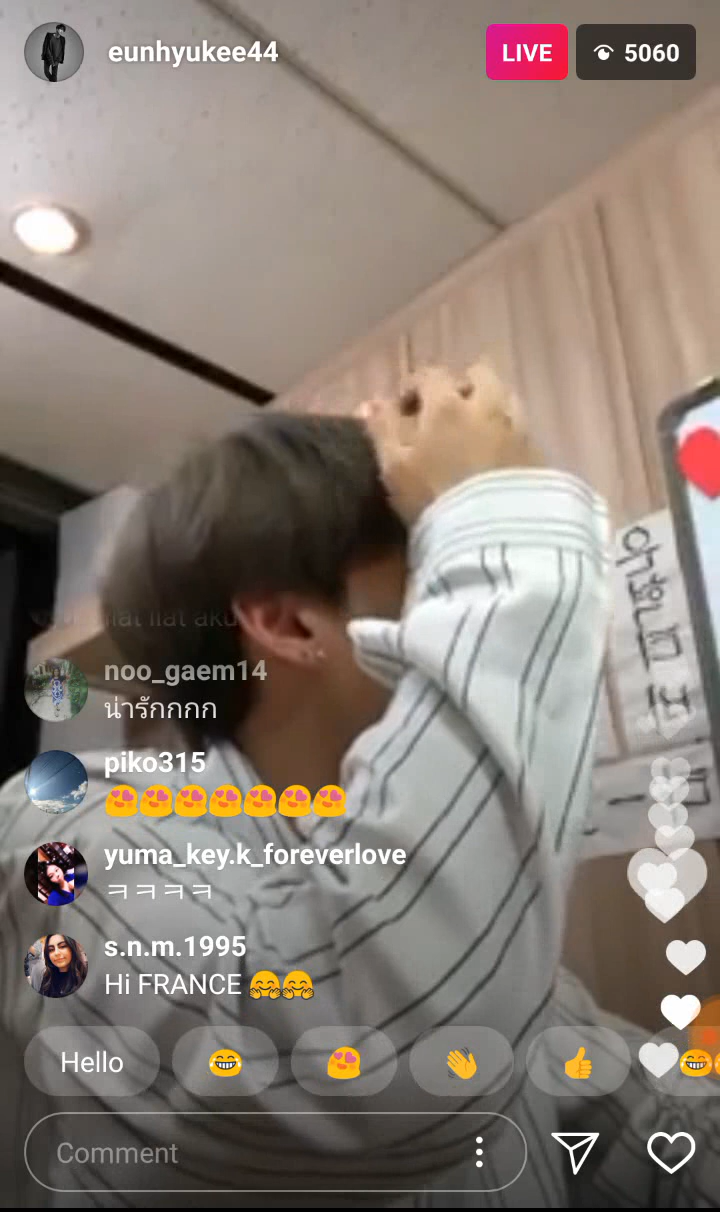 eunhyukee44
LIVE
5060
noo_gaem14
น่ารักกกก
piko315
😍😍😍😍😍😍😍
yuma_key.k_foreverlove
ㅋㅋㅋㅋ
s.n.m.1995
Hi FRANCE 🤗🤗
Hello
Comment